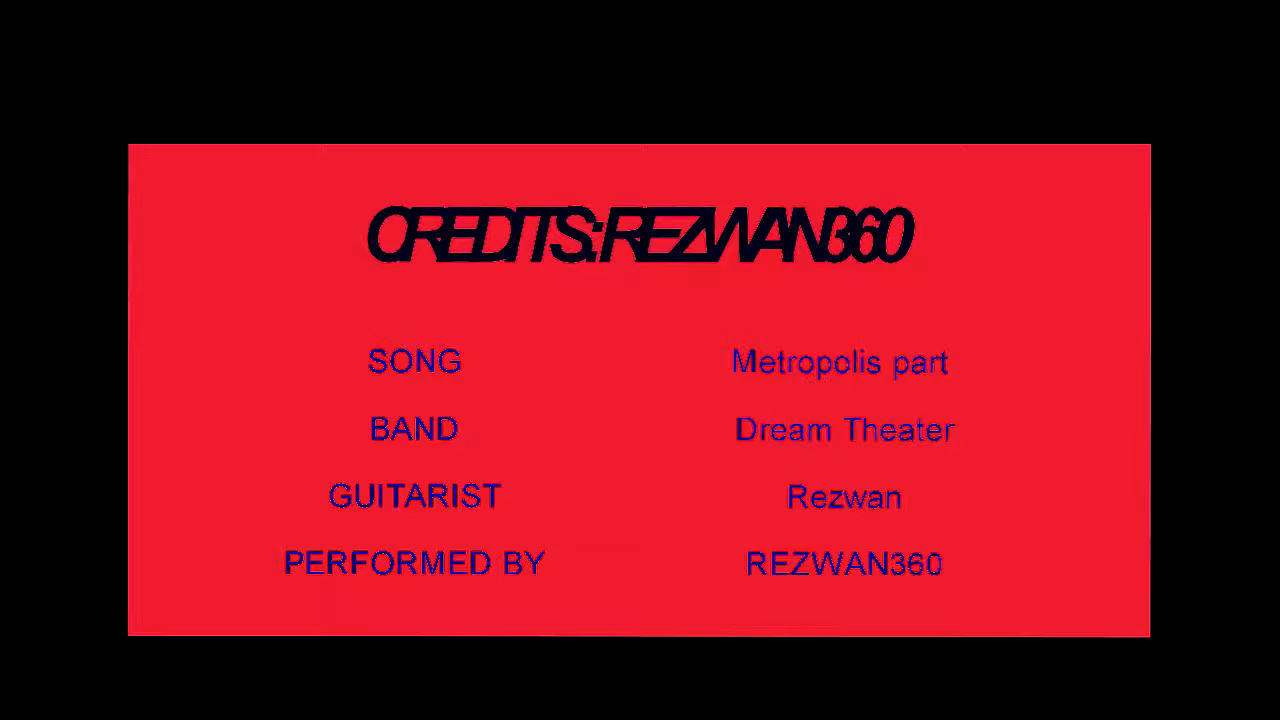 CREDITS:REZWAN360
SONG Metropolis part
BAND Dream Theater
GUITARIST Rezwan
PERFORMED BY REZWAN360